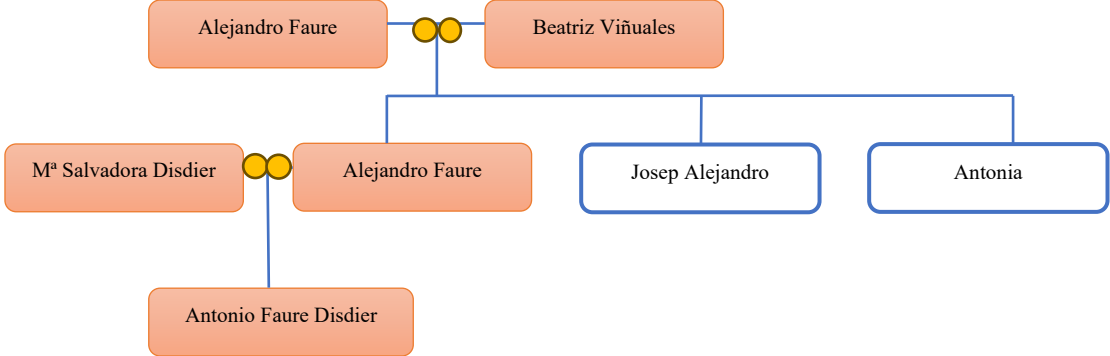 Alejandro Faure
Beatriz Viñuales
Mª Salvadora Disdier
Alejandro Faure
Josep Alejandro
Antonia
Antonio Faure Disdier